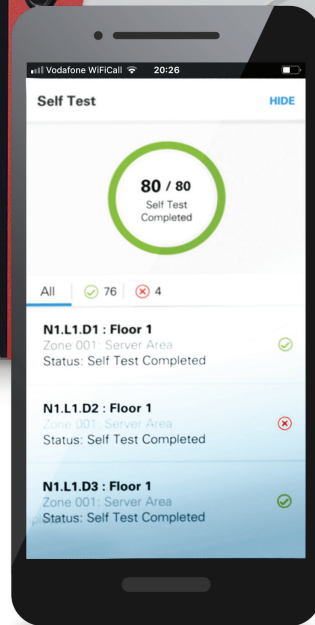 Vodafone WiFiCall 20:26
Self Test HIDE
80 / 80
Self Test
Completed
All 76 4
N1.L1.D1 : Floor 1
Zone 001: Server Area
Status: Self Test Completed
N1.L1.D2 : Floor 1
Zone 001: Server Area
Status: Self Test Completed
N1.L1.D3 : Floor 1
Zone 001: Server Area
Status: Self Test Completed